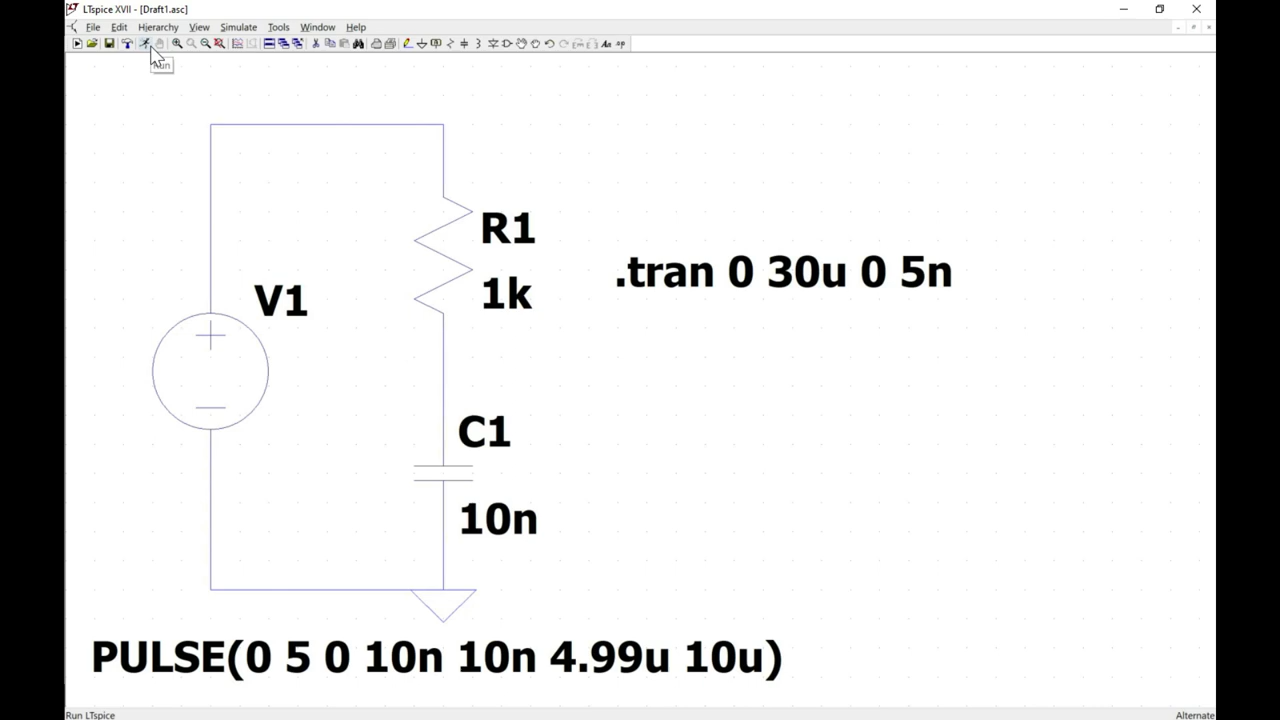 LTspice XVII - [Draft1.asc]
File Edit Hierarchy View Simulate Tools Window Help
Run
R1
.tran 0 30u 0 5n
1k
V1
C1
10n
PULSE(0 5 0 10n 10n 4.99u 10u)
Run LTspice
Alternate